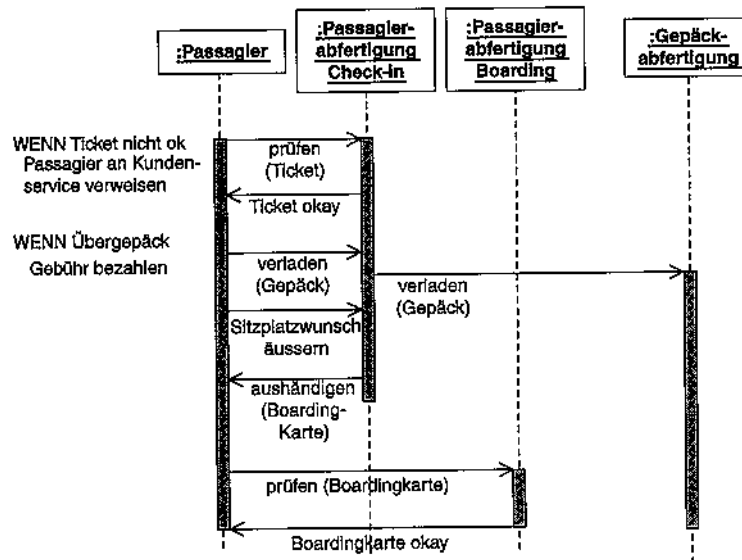 :Passagier
:Passagier-
abfertigung
Check-in
:Passagier-
abfertigung
Boarding
:Gepäck-
abfertigung
WENN Ticket nicht ok
Passagier an Kunden-
service verweisen
prüfen
(Ticket)
Ticket okay
WENN Übergepäck
Gebühr bezahlen
verladen
(Gepäck)
verladen
(Gepäck)
Sitzplatzwunsch
äussern
aushändigen
(Boarding-
Karte)
prüfen (Boardingkarte)
Boardingkarte okay